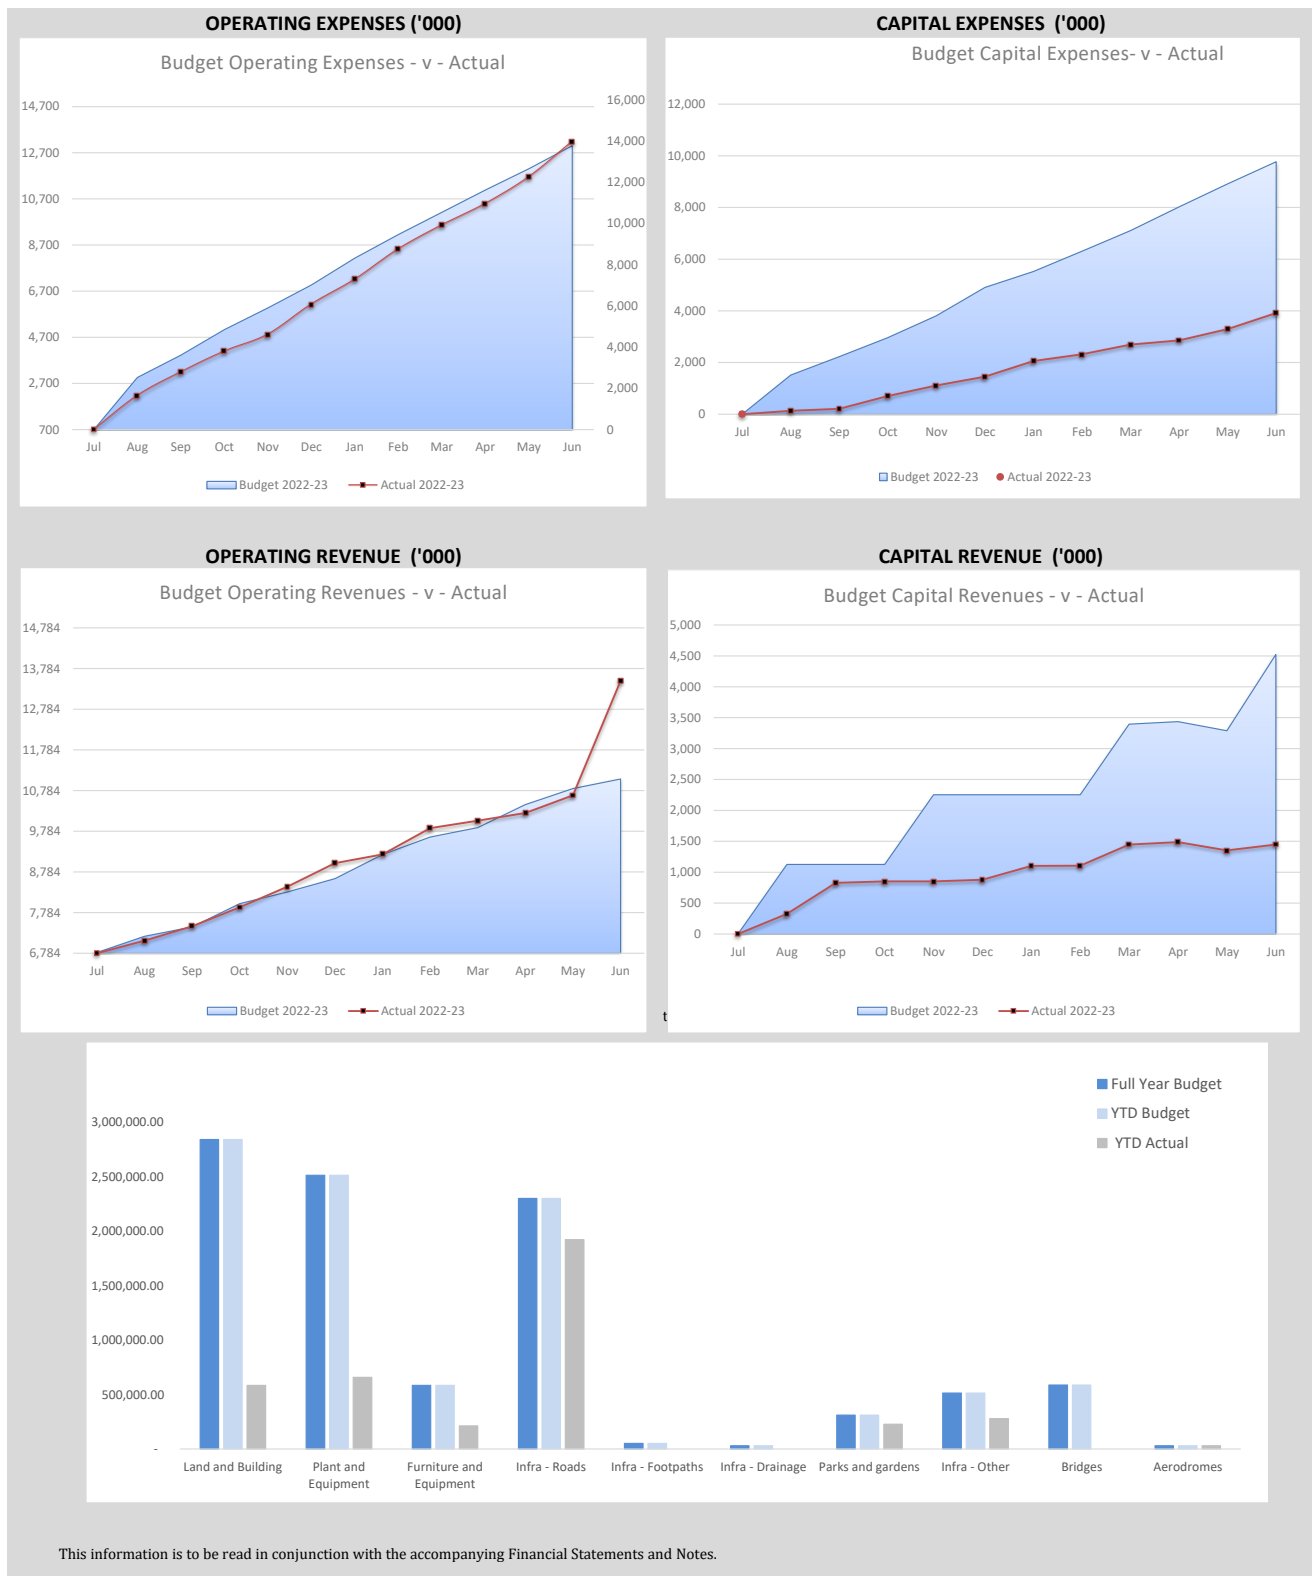 OPERATING EXPENSES ('000)
CAPITAL EXPENSES ('000)
Budget Operating Expenses - v - Actual
14,700
12,700
10,700
8,700
6,700
4,700
2,700
700
16,000
14,000
12,000
10,000
8,000
6,000
4,000
2,000
0
Jul Aug Sep Oct Nov Dec Jan Feb Mar Apr May Jun
Budget 2022-23 Actual 2022-23
Budget Capital Expenses- v - Actual
12,000
10,000
8,000
6,000
4,000
2,000
0
Jul Aug Sep Oct Nov Dec Jan Feb Mar Apr May Jun
Budget 2022-23 Actual 2022-23
OPERATING REVENUE ('000)
CAPITAL REVENUE ('000)
Budget Operating Revenues - v - Actual
14,784
13,784
12,784
11,784
10,784
9,784
8,784
7,784
6,784
Jul Aug Sep Oct Nov Dec Jan Feb Mar Apr May Jun
Budget 2022-23 Actual 2022-23
t
Budget Capital Revenues - v - Actual
5,000
4,500
4,000
3,500
3,000
2,500
2,000
1,500
1,000
500
0
Jul Aug Sep Oct Nov Dec Jan Feb Mar Apr May Jun
Budget 2022-23 Actual 2022-23
Full Year Budget
YTD Budget
YTD Actual
3,000,000.00
2,500,000.00
2,000,000.00
1,500,000.00
1,000,000.00
500,000.00
-
Land and Building Plant and Furniture and Infra - Roads Infra - Footpaths Infra - Drainage Parks and gardens Infra - Other Bridges Aerodromes
Equipment Equipment
This information is to be read in conjunction with the accompanying Financial Statements and Notes.